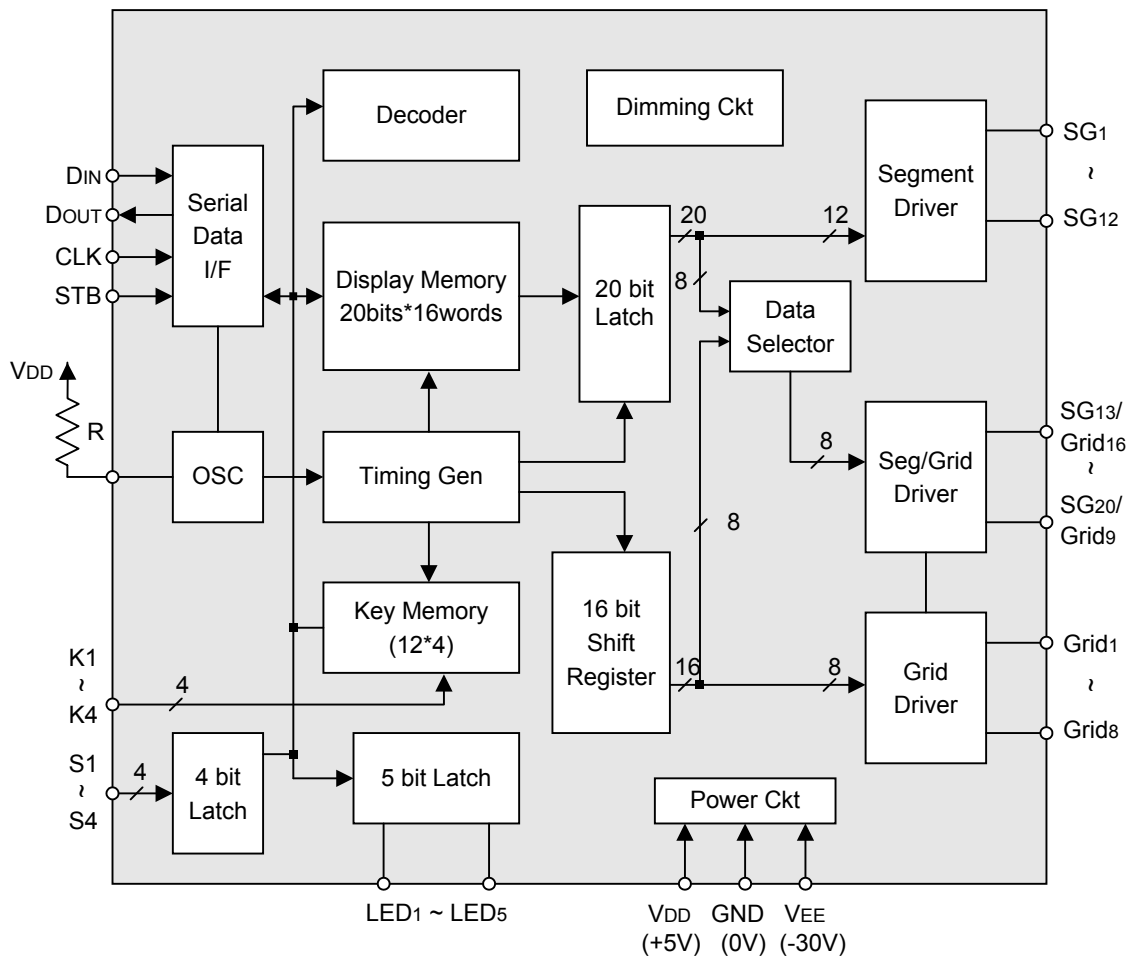 Decoder
Dimming Ckt
Segment
Driver
SG1
~
SG12
DIN
DOUT
CLK
STB
Serial
Data
I/F
Display Memory
20bits*16words
20 bit
Latch
20
12
8
Data
Selector
VDD
R
OSC
Timing Gen
8
8
Seg/Grid
Driver
SG13/
Grid16
~
SG20/
Grid9
Key Memory
(12*4)
16 bit
Shift
Register
16
8
Grid
Driver
Grid1
~
Grid8
K1
~
K4
4
S1
~
S4
4
4 bit
Latch
5 bit Latch
Power Ckt
LED1 ~ LED5
VDD
(+5V)
GND
(0V)
VEE
(-30V)